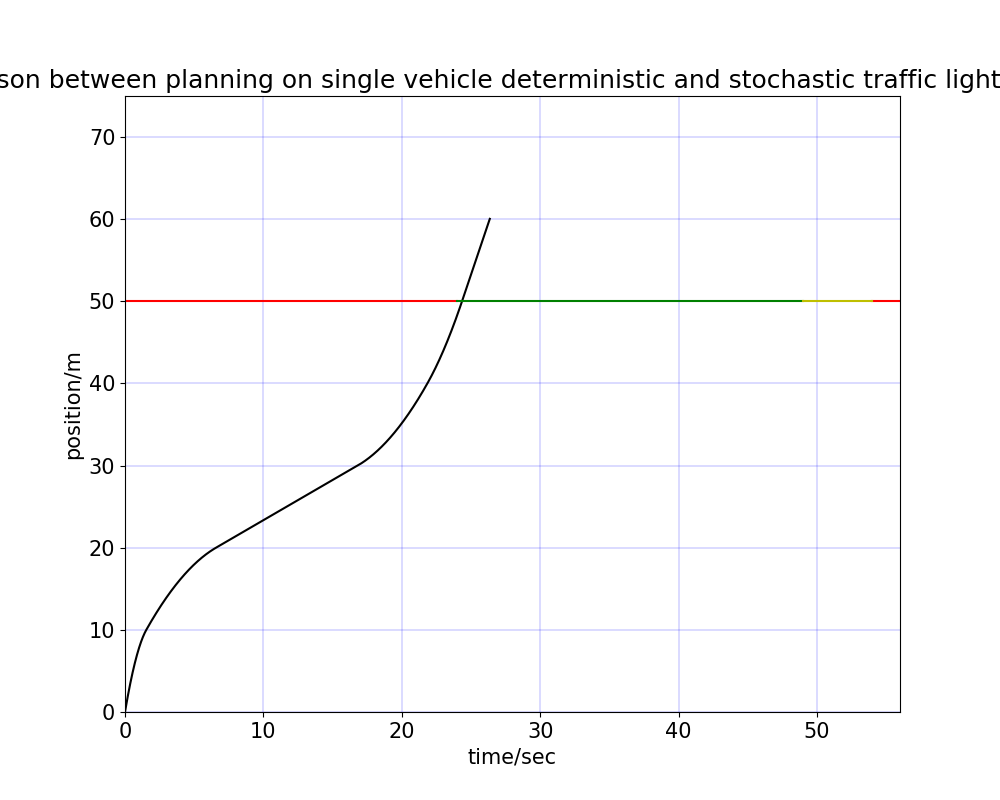 son between planning on single vehicle deterministic and stochastic traffic light
70
60
50
40
30
20
10
0
position/m
0 10 20 30 40 50
time/sec